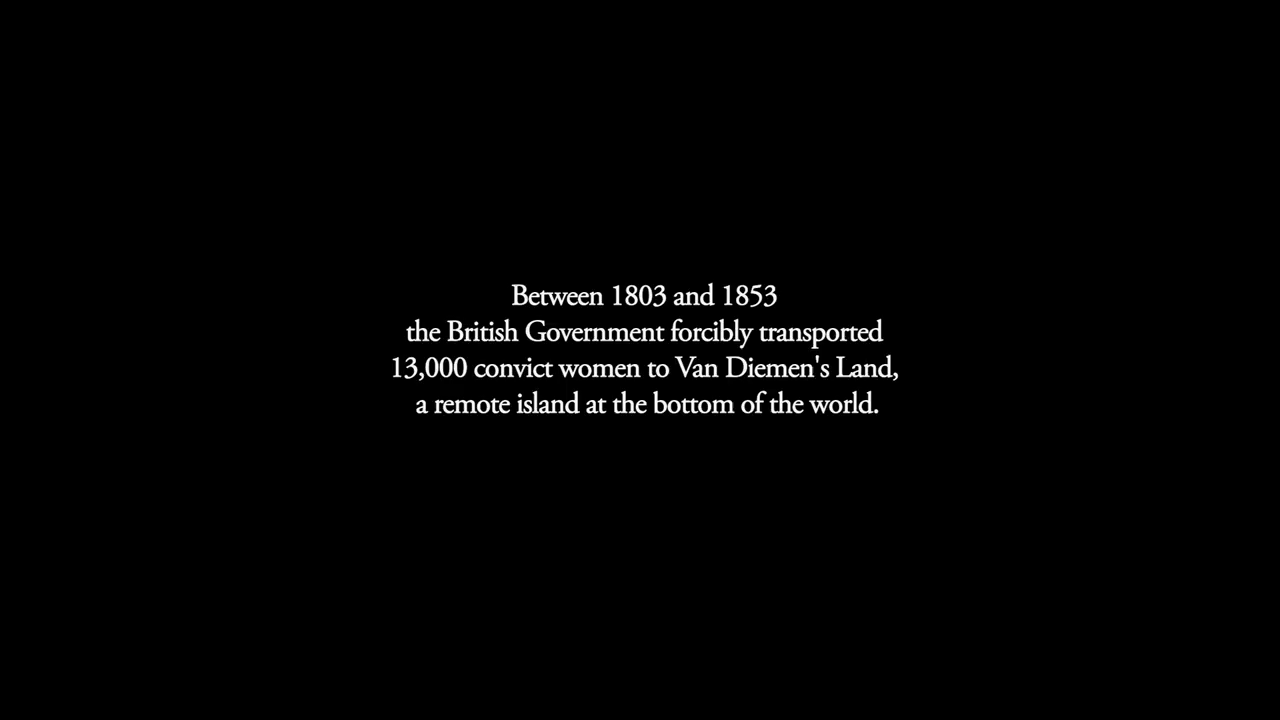 Between 1803 and 1853
the British Government forcibly transported
13,000 convict women to Van Diemen's Land,
a remote island at the bottom of the world.